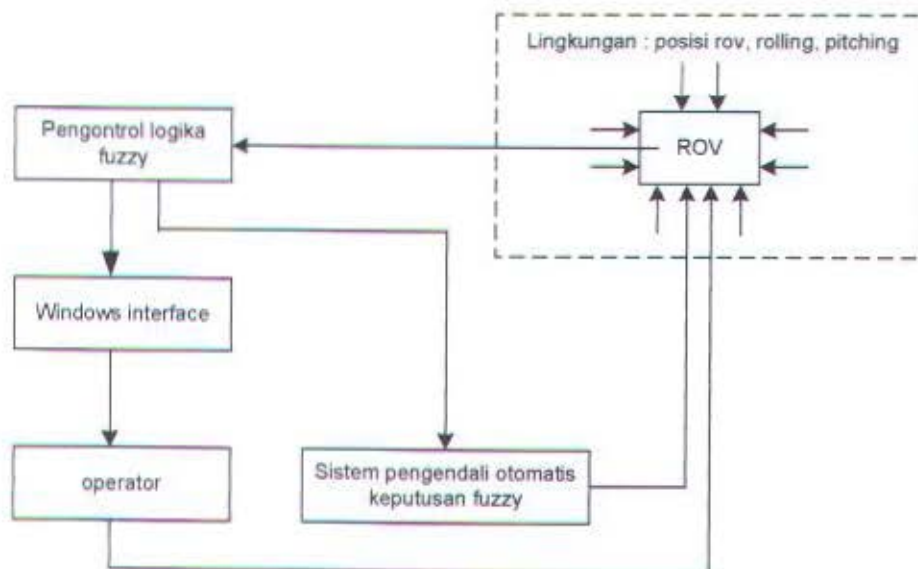 Lingkungan : posisi rov, rolling, pitching
Pengontrol logika
fuzzy
ROV
Windows interface
operator
Sistem pengendali otomatis
keputusan fuzzy